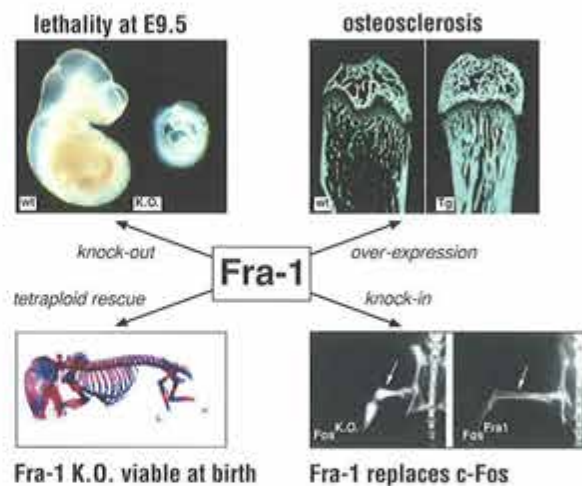 lethality at E9.5
osteosclerosis
wt
K.O.
wt
Tg
knock-out
Fra-1
over-expression
tetraploid rescue
knock-in
Fos K.O.
Fos Fra1
Fra-1 K.O. viable at birth
Fra-1 replaces c-Fos